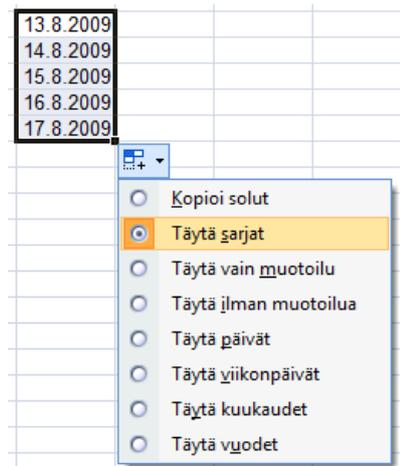 13.8.2009
14.8.2009
15.8.2009
16.8.2009
17.8.2009
Kopioi solut
Täytä sarjat
Täytä vain muotoilu
Täytä ilman muotoilua
Täytä päivät
Täytä viikonpäivät
Täytä kuukaudet
Täytä vuodet